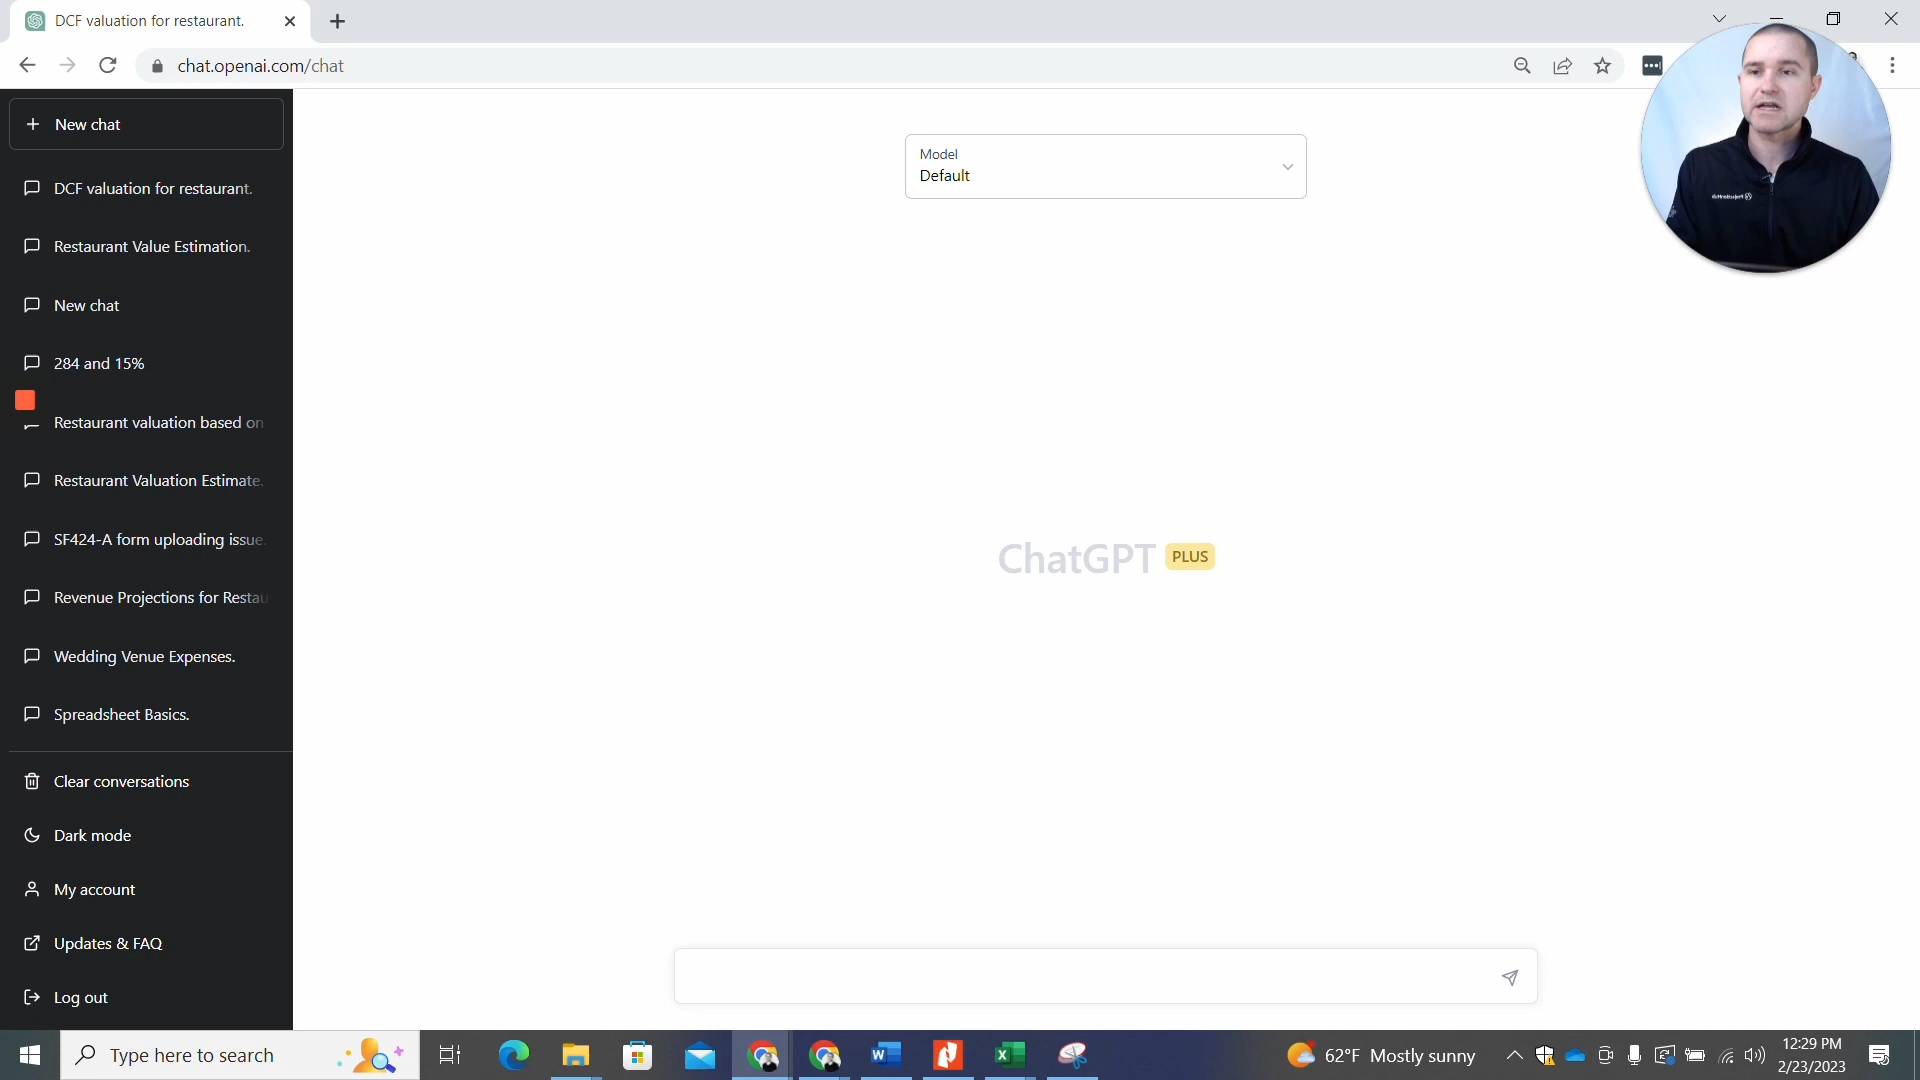 DCF valuation for restaurant.
chat.openai.com/chat
New chat
DCF valuation for restaurant.
Restaurant Value Estimation.
New chat
284 and 15%
Restaurant valuation based on
Restaurant Valuation Estimate.
SF424-A form uploading issue.
Revenue Projections for Restau
Wedding Venue Expenses.
Spreadsheet Basics.
Clear conversations
Dark mode
My account
Updates & FAQ
Log out
Model
Default
ChatGPT PLUS
Type here to search
62°F Mostly sunny
12:29 PM
2/23/2023